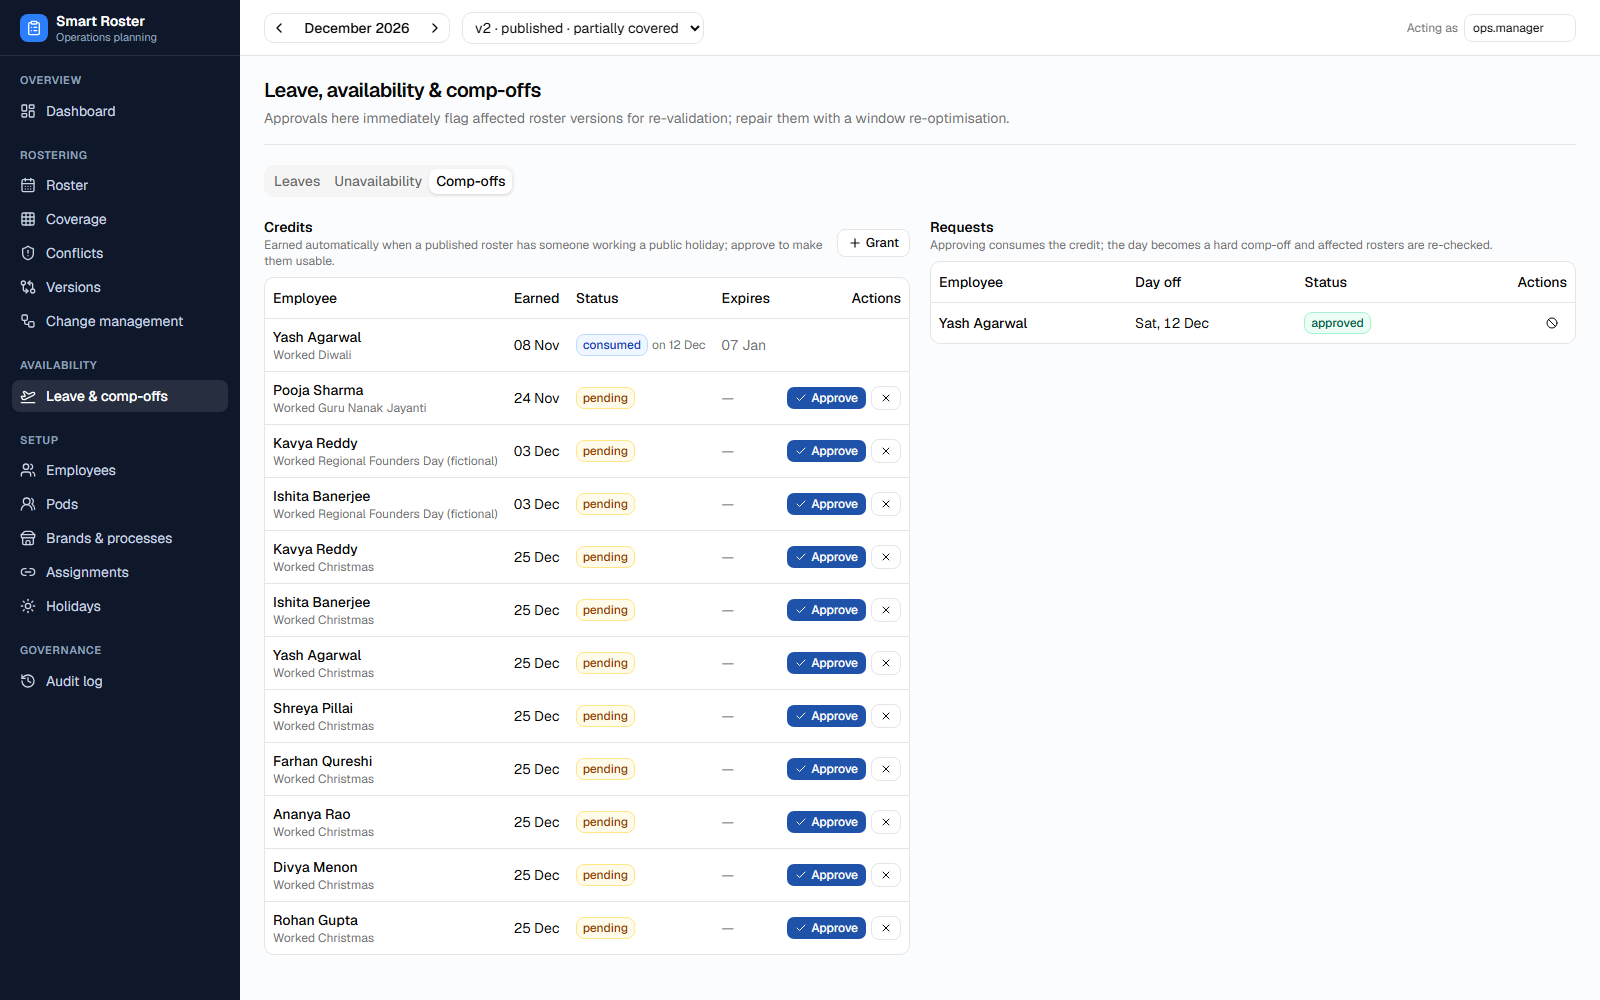 Smart Roster
Operations planning
OVERVIEW
Dashboard
ROSTERING
Roster
Coverage
Conflicts
Versions
Change management
AVAILABILITY
Leave & comp-offs
SETUP
Employees
Pods
Brands & processes
Assignments
Holidays
GOVERNANCE
Audit log
December 2026
v2 · published · partially covered
Acting as ops.manager
Leave, availability & comp-offs
Approvals here immediately flag affected roster versions for re-validation; repair them with a window re-optimisation.
Leaves Unavailability Comp-offs
Credits
Earned automatically when a published roster has someone working a public holiday; approve to make
them usable.
+ Grant
Employee Earned Status Expires Actions
Yash Agarwal
Worked Diwali
08 Nov consumed on 12 Dec 07 Jan
Pooja Sharma
Worked Guru Nanak Jayanti
24 Nov pending — Approve
Kavya Reddy
Worked Regional Founders Day (fictional)
03 Dec pending — Approve
Ishita Banerjee
Worked Regional Founders Day (fictional)
03 Dec pending — Approve
Kavya Reddy
Worked Christmas
25 Dec pending — Approve
Ishita Banerjee
Worked Christmas
25 Dec pending — Approve
Yash Agarwal
Worked Christmas
25 Dec pending — Approve
Shreya Pillai
Worked Christmas
25 Dec pending — Approve
Farhan Qureshi
Worked Christmas
25 Dec pending — Approve
Ananya Rao
Worked Christmas
25 Dec pending — Approve
Divya Menon
Worked Christmas
25 Dec pending — Approve
Rohan Gupta
Worked Christmas
25 Dec pending — Approve
Requests
Approving consumes the credit; the day becomes a hard comp-off and affected rosters are re-checked.
Employee Day off Status Actions
Yash Agarwal Sat, 12 Dec approved